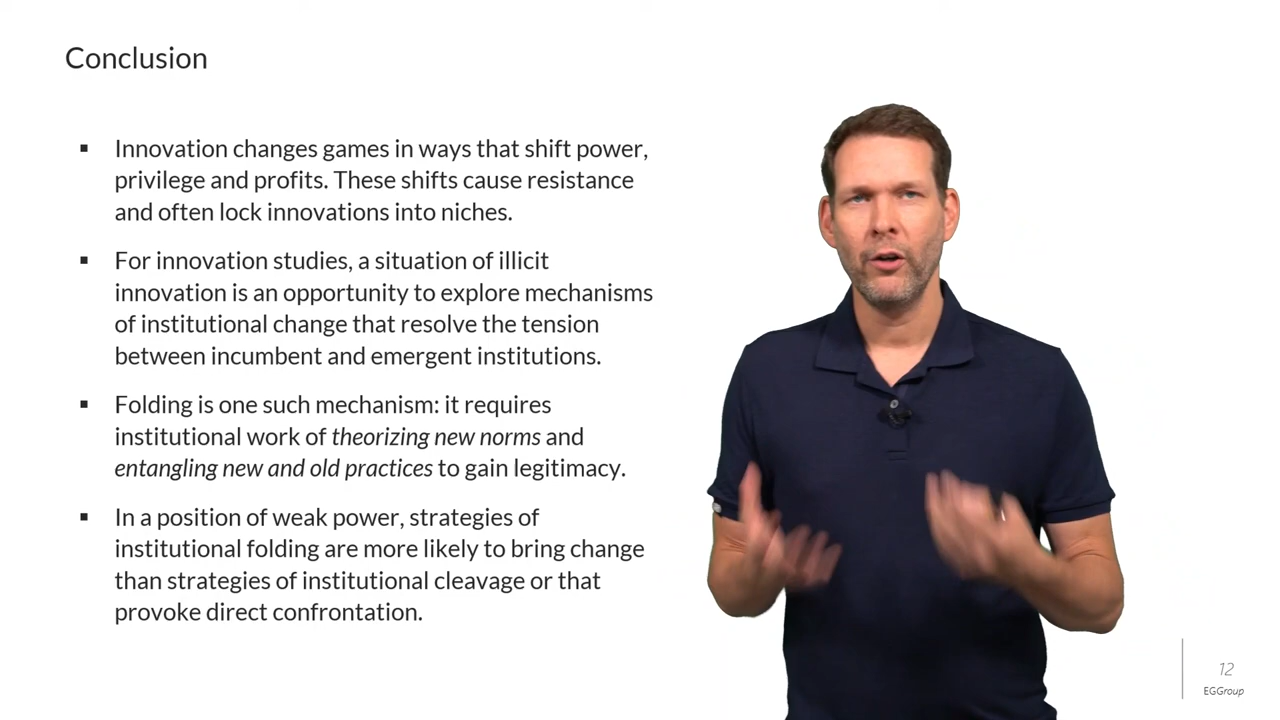 Conclusion
▪ Innovation changes games in ways that shift power,
privilege and profits. These shifts cause resistance
and often lock innovations into niches.
▪ For innovation studies, a situation of illicit
innovation is an opportunity to explore mechanisms
of institutional change that resolve the tension
between incumbent and emergent institutions.
▪ Folding is one such mechanism: it requires
institutional work of theorizing new norms and
entangling new and old practices to gain legitimacy.
▪ In a position of weak power, strategies of
institutional folding are more likely to bring change
than strategies of institutional cleavage or that
provoke direct confrontation.
12
EGGroup